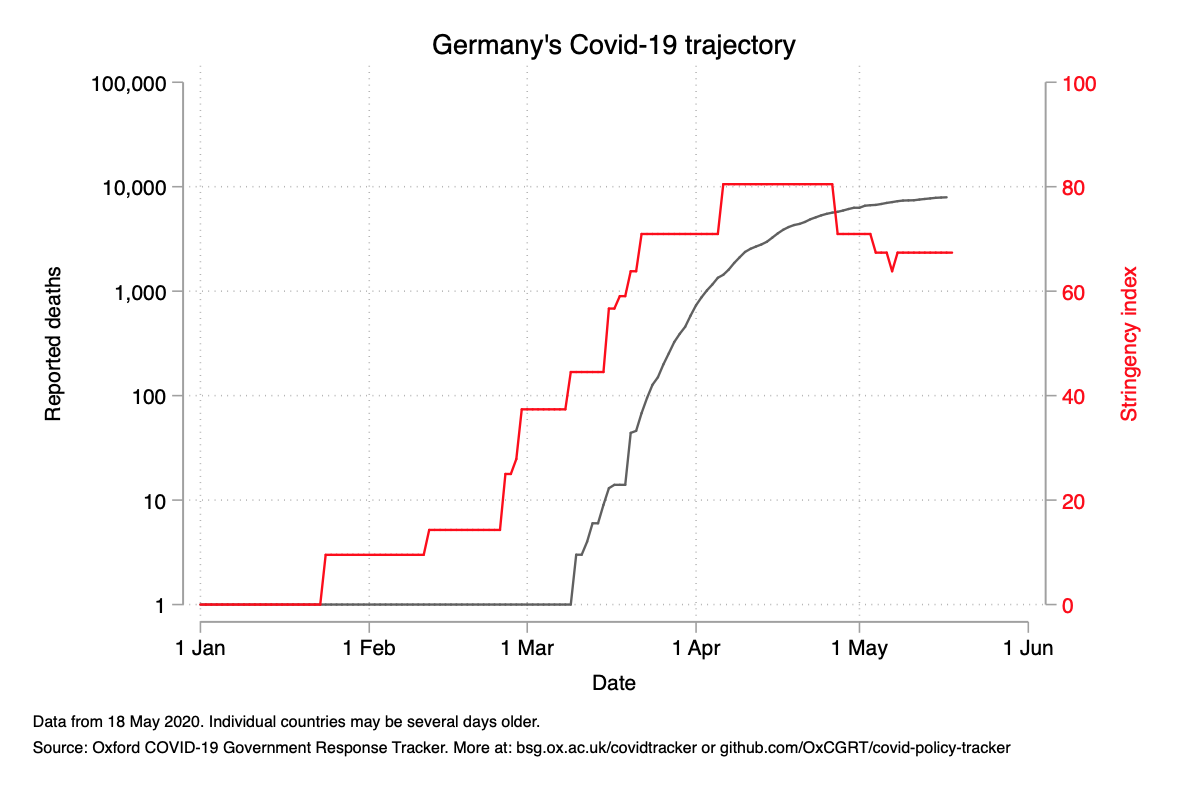 Germany's Covid-19 trajectory
100,000
10,000
1,000
100
10
1
Reported deaths
100
80
60
40
20
0
Stringency index
1 Jan 1 Feb 1 Mar 1 Apr 1 May 1 Jun
Date
Data from 18 May 2020. Individual countries may be several days older.
Source: Oxford COVID-19 Government Response Tracker. More at: bsg.ox.ac.uk/covidtracker or github.com/OxCGRT/covid-policy-tracker